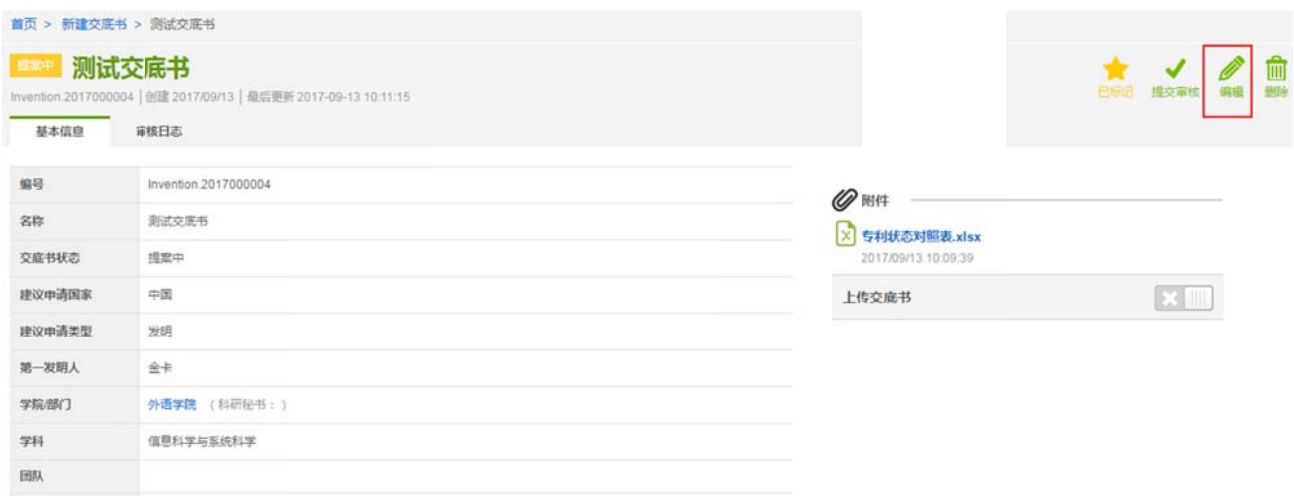 首页 > 新建交底书 > 测试交底书
提案中 测试交底书
Invention.2017000004 | 创建 2017/09/13 | 最后更新 2017-09-13 10:11:15
已标记 提交审核 编辑 删除
基本信息 审核日志
编号 Invention.2017000004
名称 测试交底书
交底书状态 提案中
建议申请国家 中国
建议申请类型 发明
第一发明人 金卡
学院/部门 外语学院 (科研秘书:)
学科 信息科学与系统科学
团队
附件
专利状态对照表.xlsx
2017/09/13 10:09:39
上传交底书